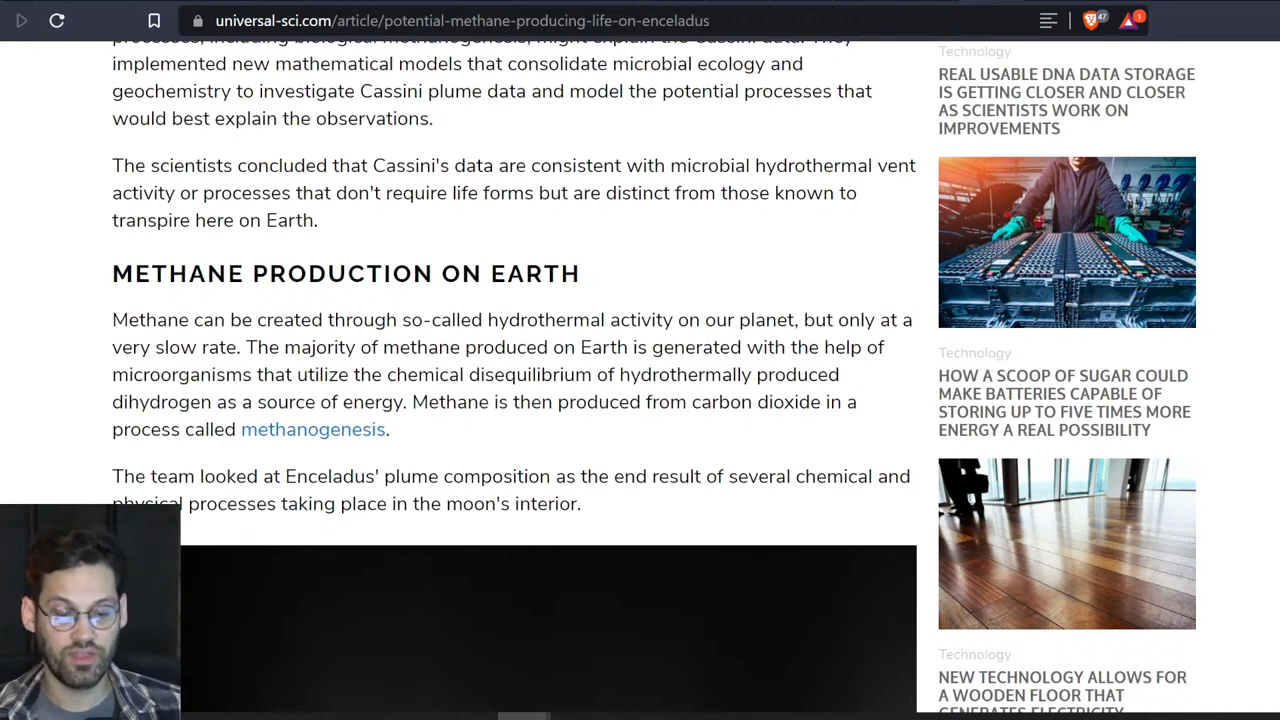 universal-sci.com/article/potential-methane-producing-life-on-enceladus
47
1
implemented new mathematical models that consolidate microbial ecology and
geochemistry to investigate Cassini plume data and model the potential processes that
would best explain the observations.
The scientists concluded that Cassini's data are consistent with microbial hydrothermal vent
activity or processes that don't require life forms but are distinct from those known to
transpire here on Earth.
METHANE PRODUCTION ON EARTH
Methane can be created through so-called hydrothermal activity on our planet, but only at a
very slow rate. The majority of methane produced on Earth is generated with the help of
microorganisms that utilize the chemical disequilibrium of hydrothermally produced
dihydrogen as a source of energy. Methane is then produced from carbon dioxide in a
process called methanogenesis.
The team looked at Enceladus' plume composition as the end result of several chemical and
physical processes taking place in the moon's interior.
Technology
REAL USABLE DNA DATA STORAGE
IS GETTING CLOSER AND CLOSER
AS SCIENTISTS WORK ON
IMPROVEMENTS
Technology
HOW A SCOOP OF SUGAR COULD
MAKE BATTERIES CAPABLE OF
STORING UP TO FIVE TIMES MORE
ENERGY A REAL POSSIBILITY
Technology
NEW TECHNOLOGY ALLOWS FOR
A WOODEN FLOOR THAT
GENERATES ELECTRICITY